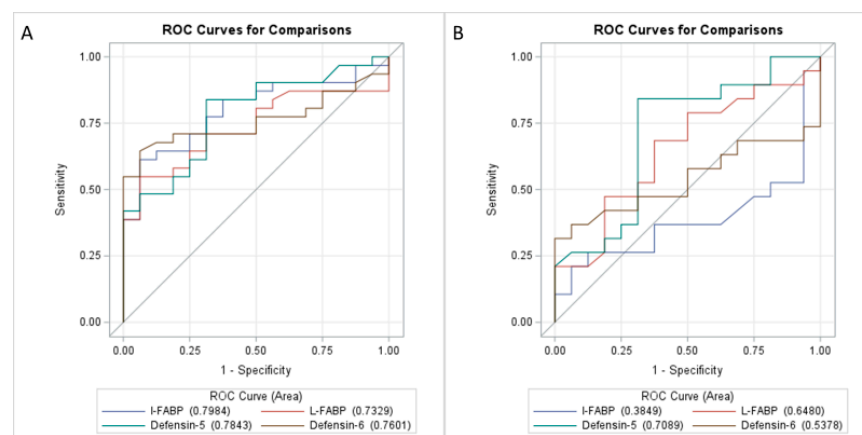 A
ROC Curves for Comparisons
1.00
0.75
0.50
0.25
0.00
Sensitivity
0.00 0.25 0.50 0.75 1.00
1 - Specificity
ROC Curve (Area)
I-FABP (0.7984) L-FABP (0.7329)
Defensin-5 (0.7843) Defensin-6 (0.7601)
B
ROC Curves for Comparisons
1.00
0.75
0.50
0.25
0.00
Sensitivity
0.00 0.25 0.50 0.75 1.00
1 - Specificity
ROC Curve (Area)
I-FABP (0.3849) L-FABP (0.6480)
Defensin-5 (0.7089) Defensin-6 (0.5378)